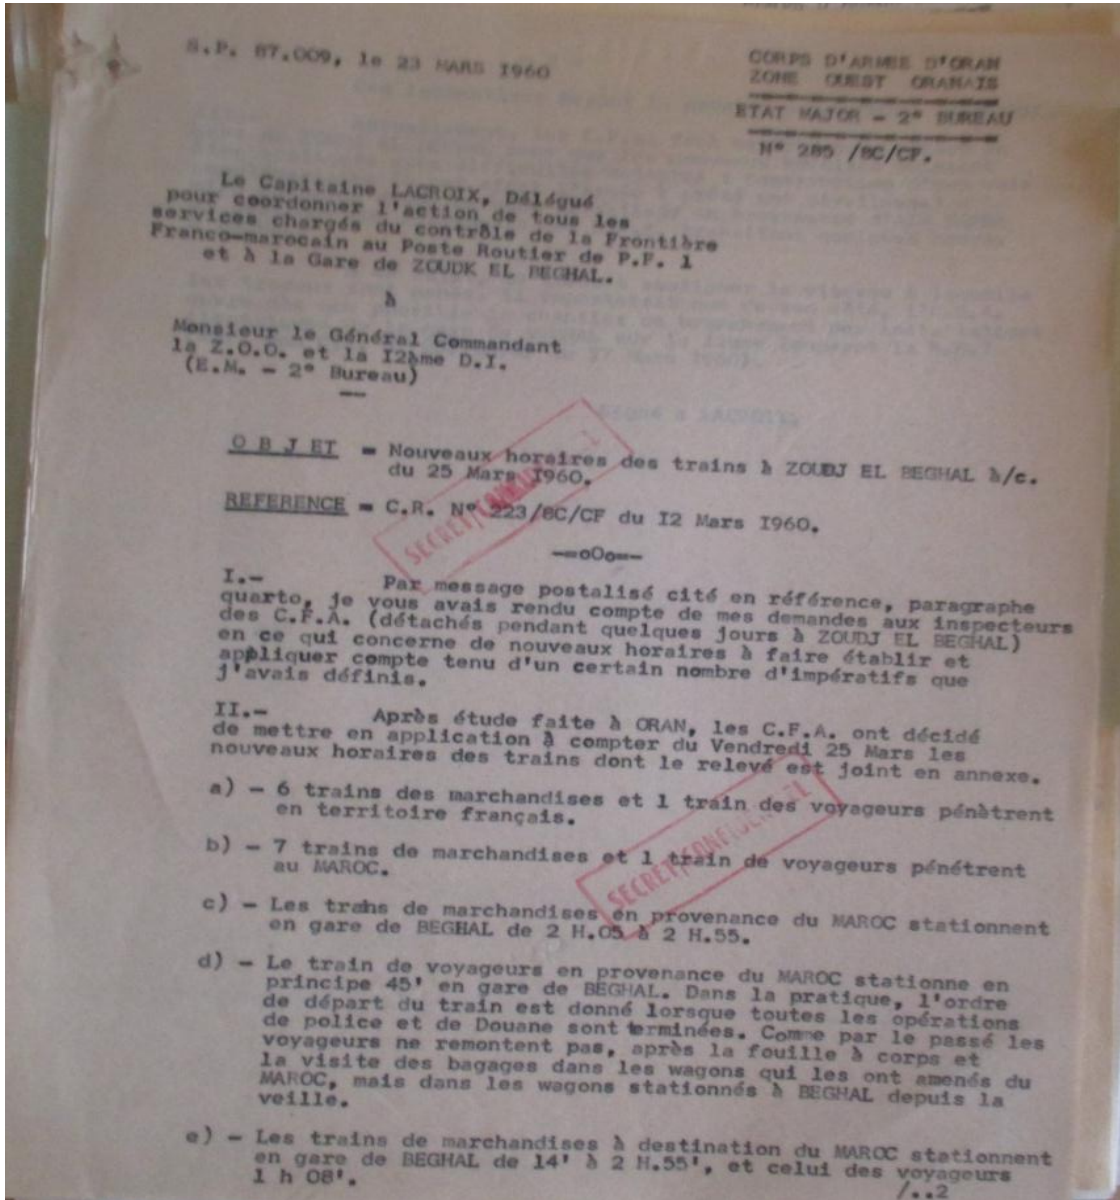 S.P. 87.009, le 23 MARS 1960
CORPS D'ARMEE D'ORAN
ZONE OUEST ORANAIS
ETAT MAJOR - 2° BUREAU
N° 285 /BC/CF.
Le Capitaine LACROIX, Délégué
pour coordonner l'action de tous les
services chargés du contrôle de la Frontière
Franco-marocain au Poste Routier de P.F. 1
et à la Gare de ZOUDK EL BEGHAL.
à
Monsieur le Général Commandant
la Z.O.O. et la I2ème D.I.
(E.M. - 2° Bureau)
O B J ET = Nouveaux horaires des trains à ZOUDJ EL BEGHAL à/c.
du 25 Mars I960.
REFERENCE = C.R. N° 223/BC/CF du I2 Mars I960.
-=oOo=-
I.- Par message postalisé cité en référence, paragraphe
quarto, je vous avais rendu compte de mes demandes aux inspecteurs
des C.F.A. (détachés pendant quelques jours à ZOUDJ EL BEGHAL)
en ce qui concerne de nouveaux horaires à faire établir et
appliquer compte tenu d'un certain nombre d'impératifs que
j'avais définis.
II.- Après étude faite à ORAN, les C.F.A. ont décidé
de mettre en application à compter du Vendredi 25 Mars les
nouveaux horaires des trains dont le relevé est joint en annexe.
a) - 6 trains des marchandises et 1 train des voyageurs pénètrent
en territoire français.
b) - 7 trains de marchandises et 1 train de voyageurs pénétrent
au MAROC.
SECRET/CONFIDENTIEL
c) - Les trahs de marchandises en provenance du MAROC stationnent
en gare de BEGHAL de 2 H.05 à 2 H.55.
d) - Le train de voyageurs en provenance du MAROC stationne en
principe 45' en gare de BEGHAL. Dans la pratique, l'ordre
de départ du train est donné lorsque toutes les opérations
de police et de Douane sont terminées. Comme par le passé les
voyageurs ne remontent pas, après la fouille à corps et
la visite des bagages dans les wagons qui les ont amenés du
MAROC, mais dans les wagons stationnés à BEGHAL depuis la
veille.
e) - Les trains de marchandises à destination du MAROC stationnent
en gare de BEGHAL de 14' à 2 H.55', et celui des voyageurs
1 h 08'.
/..2